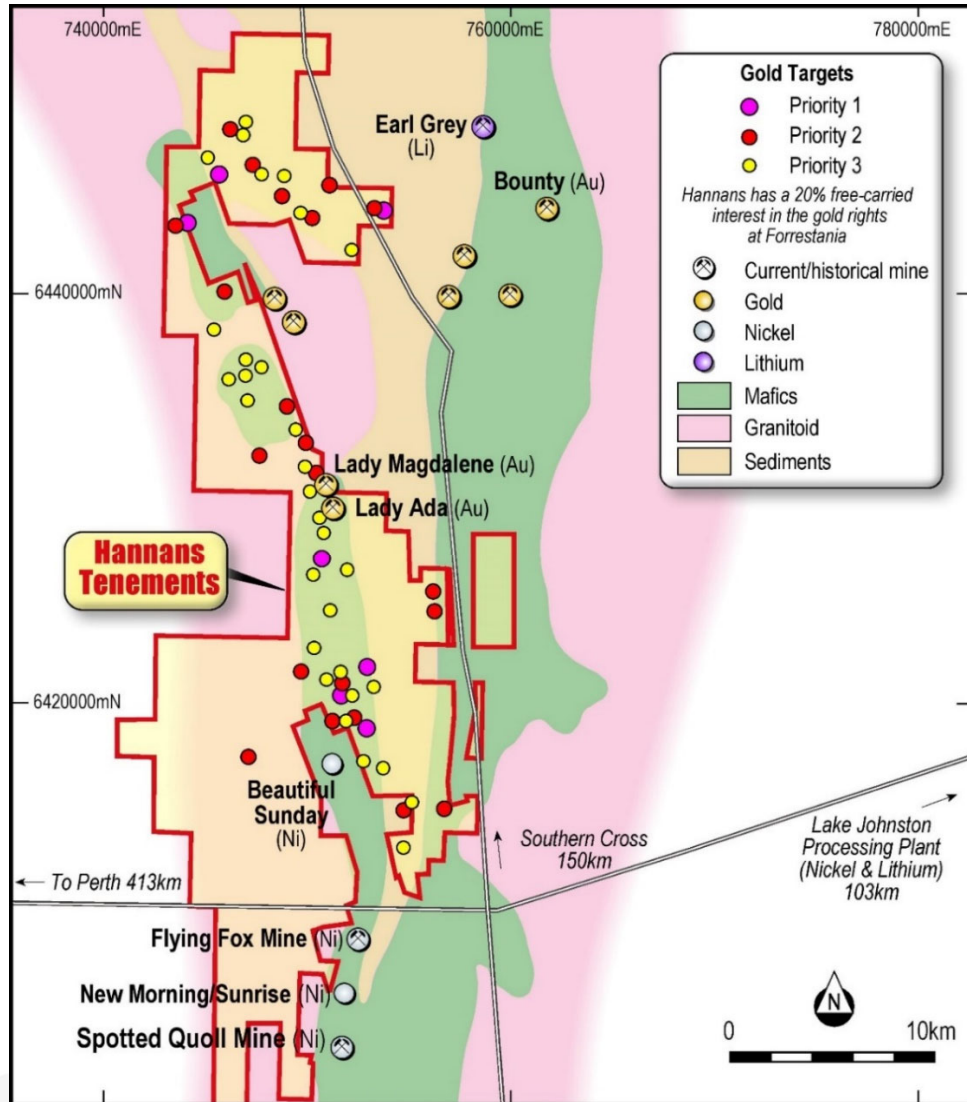 740000mE
760000mE
780000mE
Gold Targets
Priority 1
Priority 2
Priority 3
Hannans has a 20% free-carried
interest in the gold rights
at Forrestania
Current/historical mine
Gold
Nickel
Lithium
Mafics
Granitoid
Sediments
Earl Grey
(Li)
Bounty (Au)
6440000mN
Lady Magdalene (Au)
Lady Ada (Au)
Hannans
Tenements
6420000mN
Beautiful
Sunday
(Ni)
Southern Cross
150km
Lake Johnston
Processing Plant
(Nickel & Lithium)
103km
To Perth 413km
Flying Fox Mine (Ni)
New Morning/Sunrise (Ni)
Spotted Quoll Mine (Ni)
N
0 10km